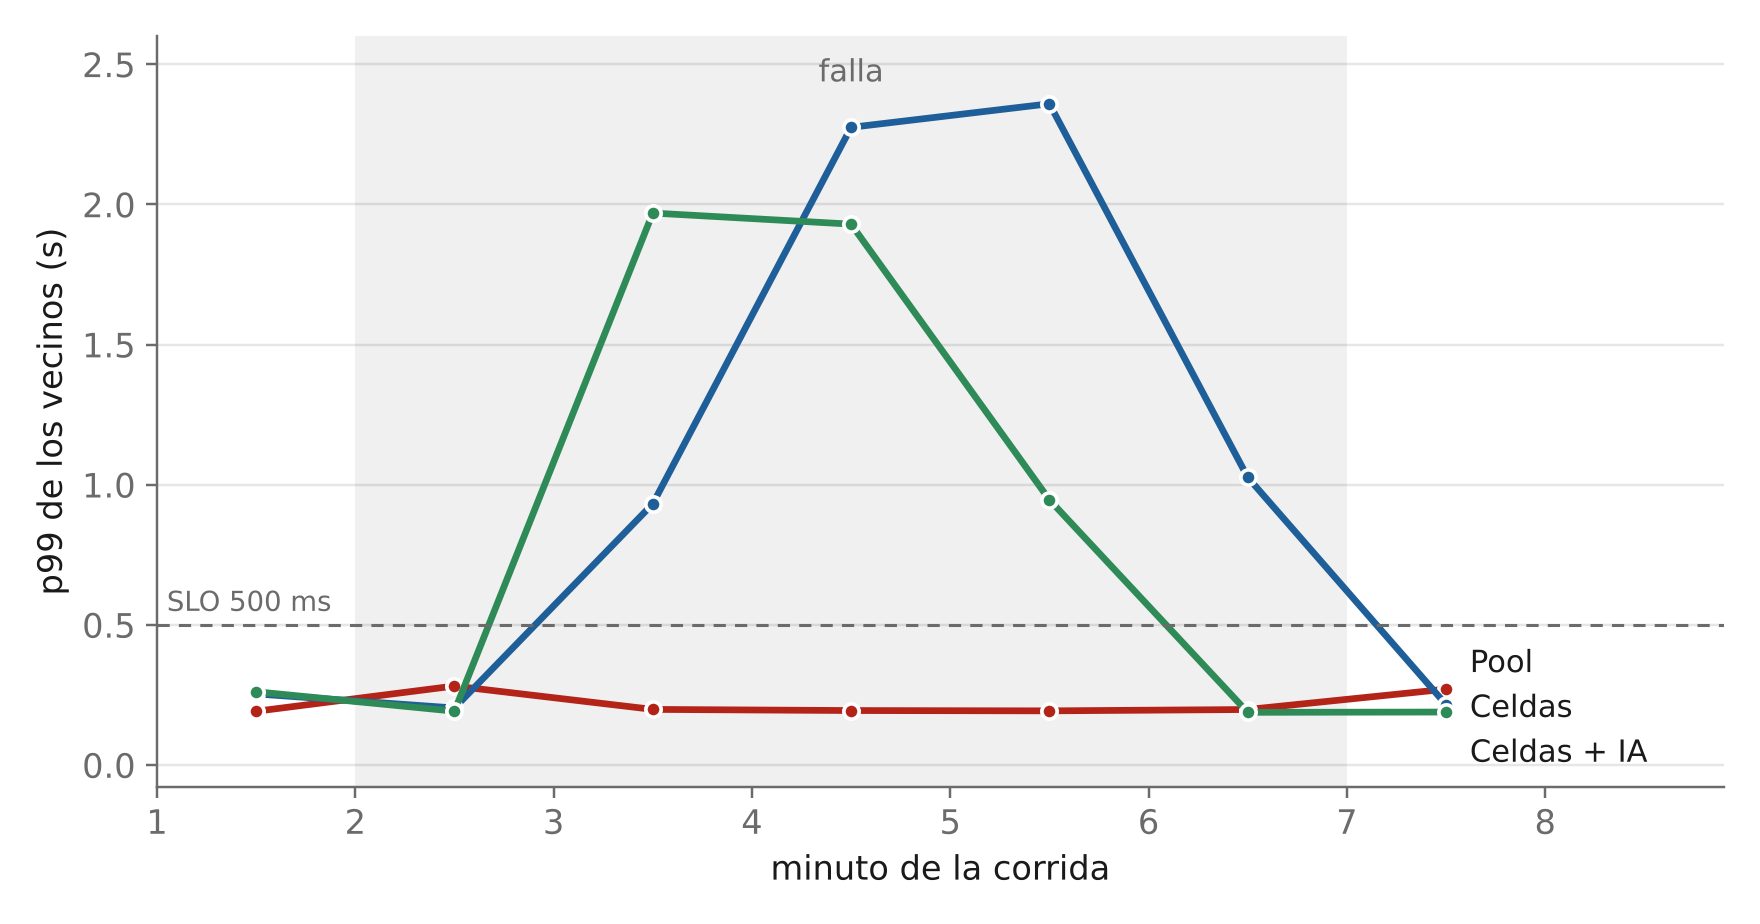 2.5
2.0
1.5
1.0
0.5
0.0
p99 de los vecinos (s)
falla
SLO 500 ms
Pool
Celdas
Celdas + IA
1 2 3 4 5 6 7 8
minuto de la corrida